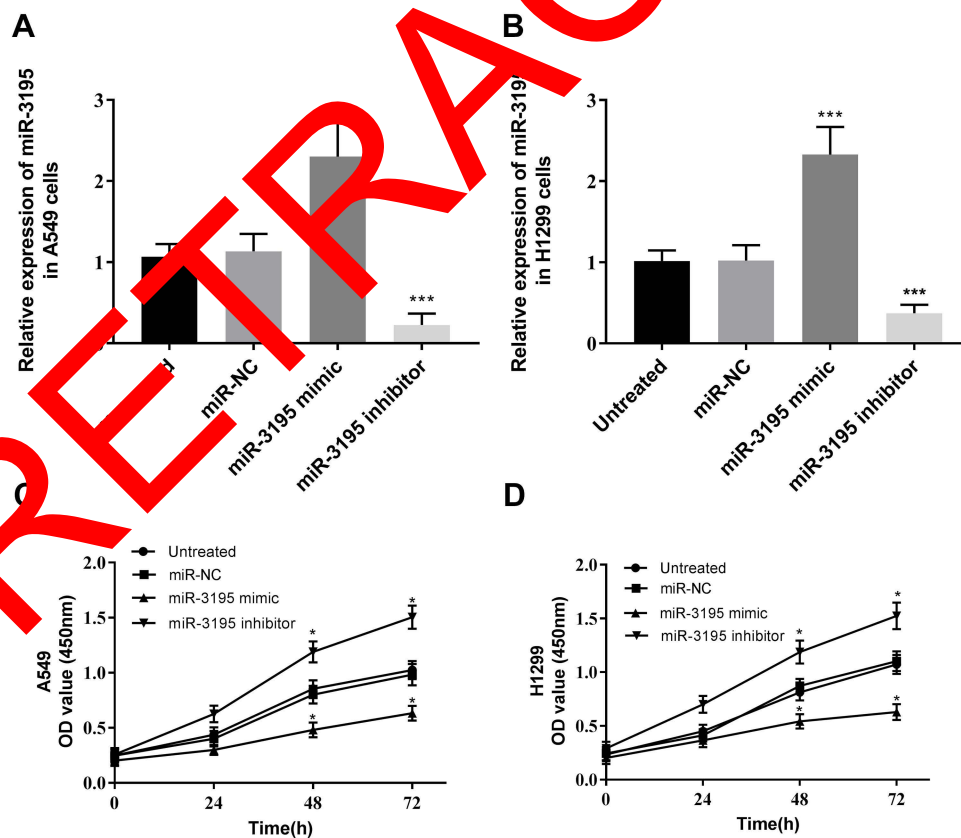 A
B
Relative expression of miR-3195
in A549 cells
3
2
1
***
miR-NC
miR-3195 mimic
miR-3195 inhibitor
Relative expression of miR-3195
in H1299 cells
3
2
1
0
***
***
Untreated
miR-NC
miR-3195 mimic
miR-3195 inhibitor
RETRAC
C
D
A549
OD value (450nm)
2.0
1.5
1.0
0.5
0.0
Untreated
miR-NC
miR-3195 mimic
miR-3195 inhibitor
*
*
*
*
0
24
48
72
Time(h)
H1299
OD value (450nm)
2.0
1.5
1.0
0.5
0.0
Untreated
miR-NC
miR-3195 mimic
miR-3195 inhibitor
*
*
*
*
0
24
48
72
Time(h)